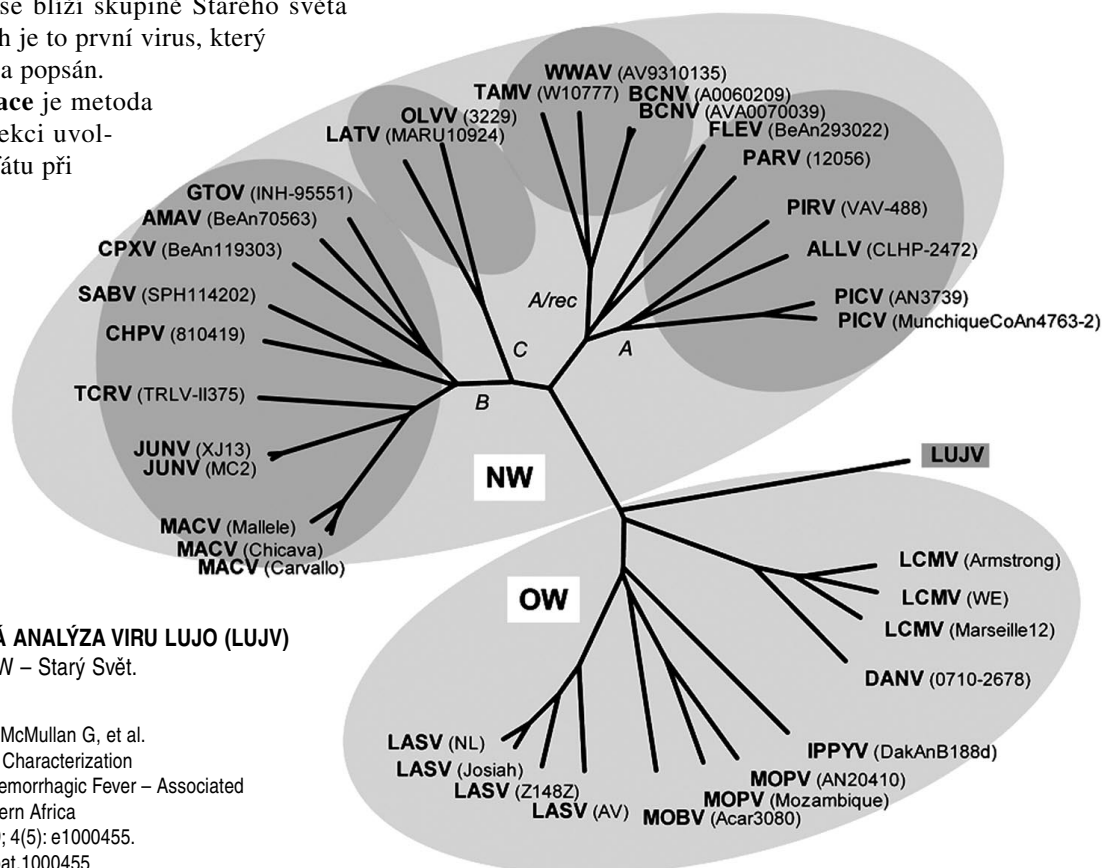 se blíží skupině Starého světa
h je to první virus, který
a popsán.
ace je metoda
ekci uvol-
átu při
WWAV (AV9310135)
TAMV (W10777)
BCNV (A0060209)
BCNV (AVA0070039)
OLVV (3229)
LATV (MARU10924)
FLEV (BeAn293022)
PARV (12056)
GTOV (INH-95551)
AMAV (BeAn70563)
PIRV (VAV-488)
CPXV (BeAn119303)
ALLV (CLHP-2472)
SABV (SPH114202)
PICV (AN3739)
A/rec
PICV (MunchiqueCoAn4763-2)
CHPV (810419)
C
A
TCRV (TRLV-II375)
B
JUNV (XJ13)
JUNV (MC2)
LUJV
NW
MACV (Mallele)
MACV (Chicava)
MACV (Carvallo)
LCMV (Armstrong)
OW
LCMV (WE)
LCMV (Marseille12)
DANV (0710-2678)
Á ANALÝZA VIRU LUJO (LUJV)
W – Starý Svět.
McMullan G, et al.
Characterization
emorrhagic Fever – Associated
ern Africa
; 4(5): e1000455.
at.1000455
LASV (NL)
LASV (Josiah)
LASV (Z148Z)
LASV (AV)
IPPYV (DakAnB188d)
MOPV (AN20410)
MOPV (Mozambique)
MOBV (Acar3080)